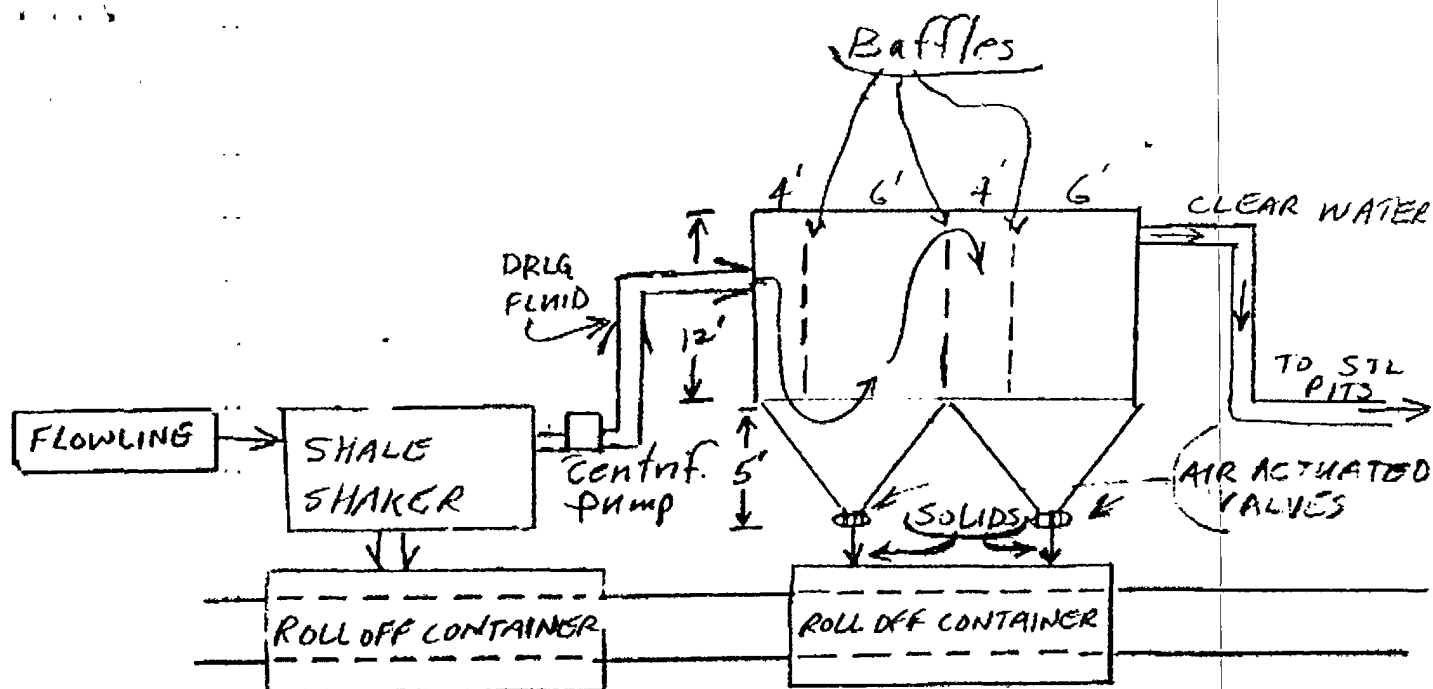 Baffles
4' 6' 4' 6'
CLEAR WATER
DRLG
FLUID
12'
TO STL
PITS
FLOWLINE
SHALE
SHAKER
Centrif.
pump
5'
AIR ACTUATED
VALVES
SOLIDS
ROLL OFF CONTAINER
ROLL OFF CONTAINER